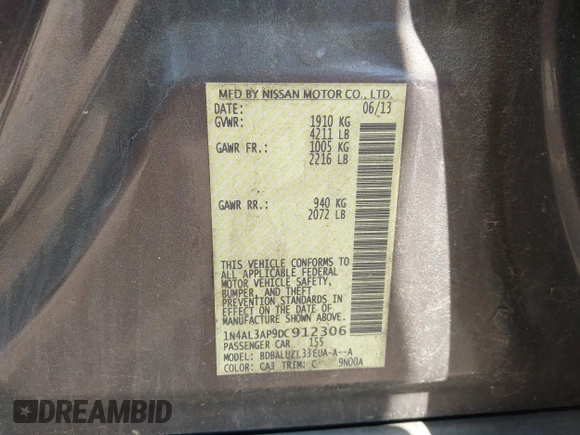 MFD BY NISSAN MOTOR CO., LTD.
DATE: 06/13
GVWR: 1910 KG
4211 LB
GAWR FR.: 1005 KG
2216 LB
GAWR RR.: 940 KG
2072 LB
THIS VEHICLE CONFORMS TO
ALL APPLICABLE FEDERAL
MOTOR VEHICLE SAFETY,
BUMPER, AND THEFT
PREVENTION STANDARDS IN
EFFECT ON THE DATE OF
MANUFACTURE SHOWN ABOVE.
1N4AL3AP9DC912306
PASSENGER CAR 155
MODEL: BDBALUZL33EUA-A--A
COLOR: CA3 TRIM: C 9N00A
DREAMBID